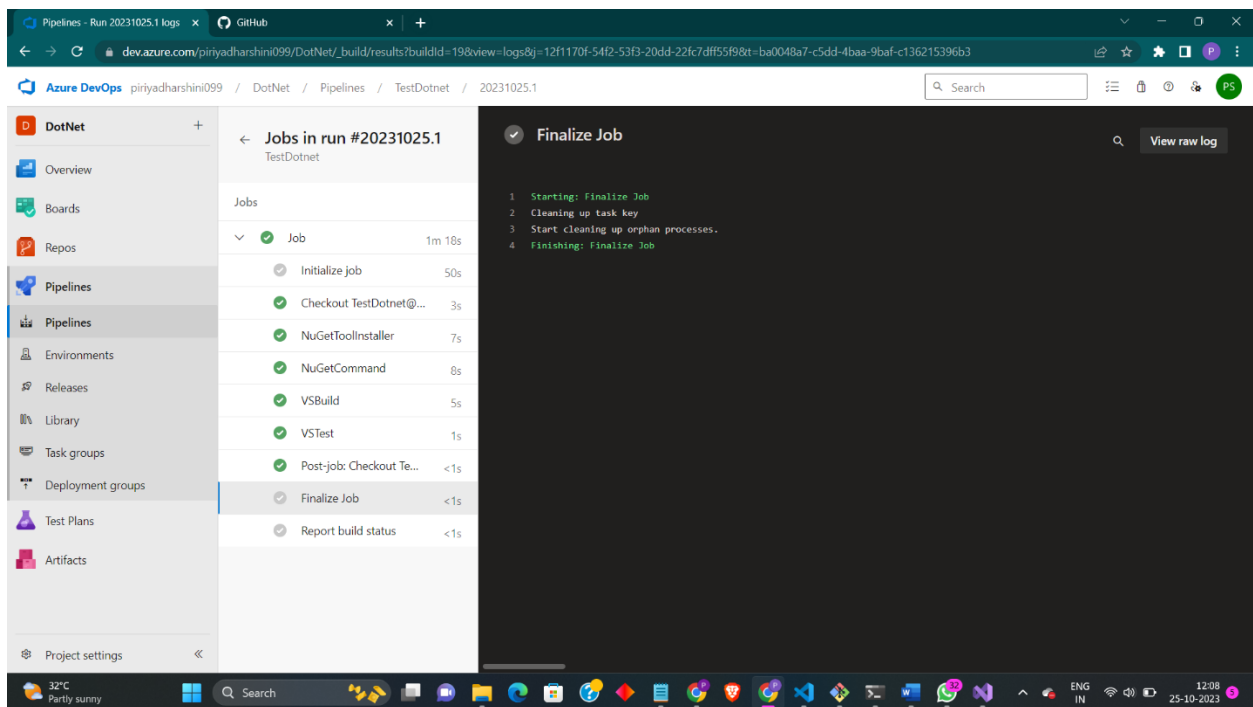 Pipelines - Run 20231025.1 logs
GitHub
dev.azure.com/piriyadharshini099/DotNet/_build/results?buildId=19&view=logs&j=12f1170f-54f2-53f3-20dd-22fc7dff55f9&t=ba0048a7-c5dd-4baa-9baf-c136215396b3
P
Azure DevOps piriyadharshini099 / DotNet / Pipelines / TestDotnet / 20231025.1
Search
PS
D DotNet
Overview
Boards
Repos
Pipelines
Pipelines
Environments
Releases
Library
Task groups
Deployment groups
Test Plans
Artifacts
Project settings
Jobs in run #20231025.1
TestDotnet
Jobs
Job 1m 18s
Initialize job 50s
Checkout TestDotnet@... 3s
NuGetToolInstaller 7s
NuGetCommand 8s
VSBuild 5s
VSTest 1s
Post-job: Checkout Te... <1s
Finalize Job <1s
Report build status <1s
Finalize Job
View raw log
1 Starting: Finalize Job
2 Cleaning up task key
3 Start cleaning up orphan processes.
4 Finishing: Finalize Job
32°C
Partly sunny
Search
32
ENG
IN
12:08
25-10-2023
5